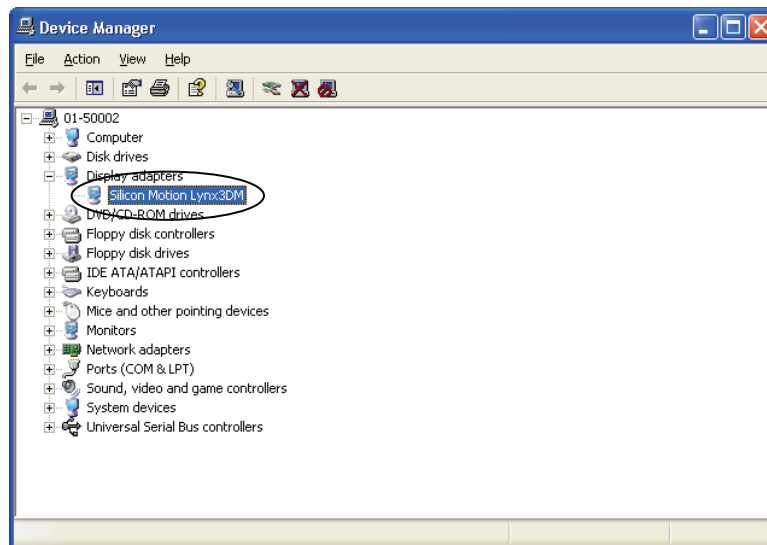 Device Manager
File Action View Help
01-50002
Computer
Disk drives
Display adapters
Silicon Motion Lynx3DM
DVD/CD-ROM drives
Floppy disk controllers
Floppy disk drives
IDE ATA/ATAPI controllers
Keyboards
Mice and other pointing devices
Monitors
Network adapters
Ports (COM & LPT)
Sound, video and game controllers
System devices
Universal Serial Bus controllers